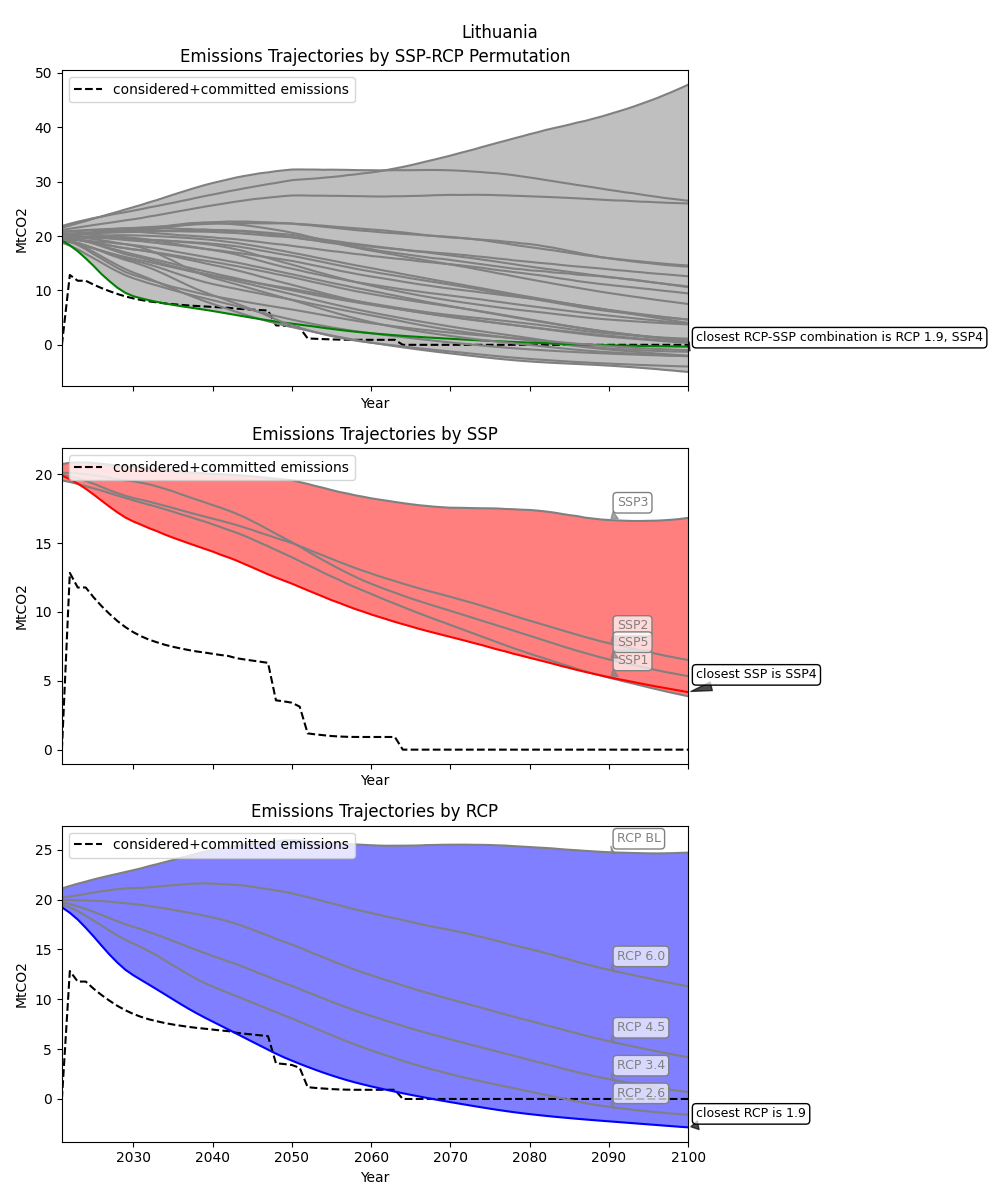 Lithuania
Emissions Trajectories by SSP-RCP Permutation
50
40
30
20
10
0
MtCO2
considered+committed emissions
closest RCP-SSP combination is RCP 1.9, SSP4
Year
Emissions Trajectories by SSP
20
15
10
5
0
MtCO2
considered+committed emissions
SSP3
SSP2
SSP5
SSP1
closest SSP is SSP4
Year
Emissions Trajectories by RCP
25
20
15
10
5
0
MtCO2
considered+committed emissions
RCP BL
RCP 6.0
RCP 4.5
RCP 3.4
RCP 2.6
closest RCP is 1.9
2030 2040 2050 2060 2070 2080 2090 2100
Year